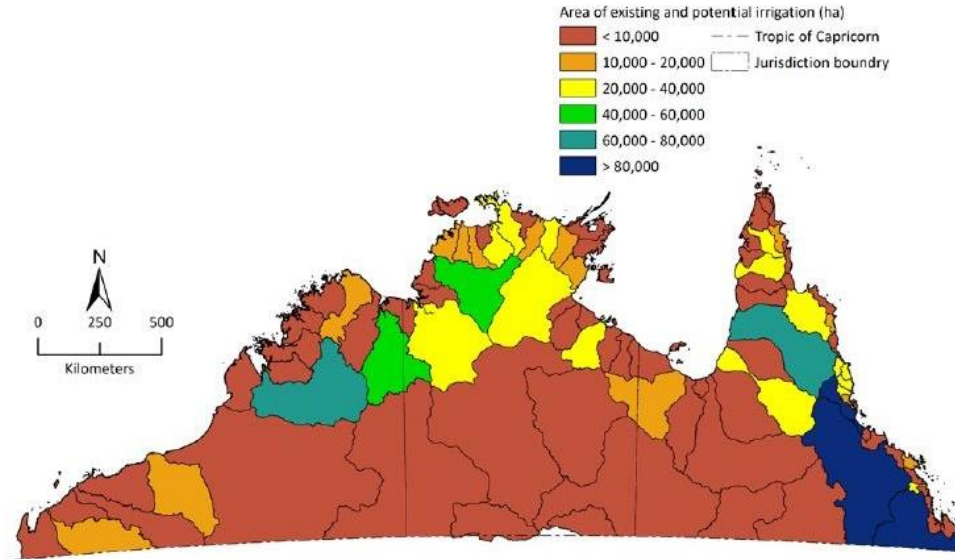 Area of existing and potential irrigation (ha)
< 10,000
Tropic of Capricorn
10,000 - 20,000
Jurisdiction boundry
20,000 - 40,000
40,000 - 60,000
60,000 - 80,000
> 80,000
N
0 250 500
Kilometers